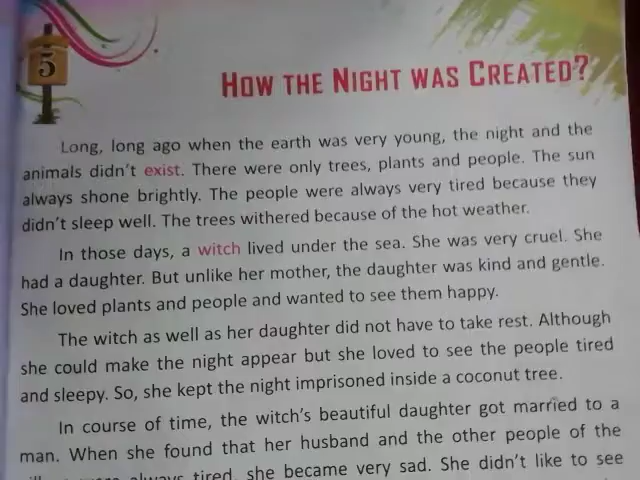 5
HOW THE NIGHT WAS CREATED?
Long, long ago when the earth was very young, the night and the
animals didn't exist. There were only trees, plants and people. The sun
always shone brightly. The people were always very tired because they
didn't sleep well. The trees withered because of the hot weather.
In those days, a witch lived under the sea. She was very cruel. She
had a daughter. But unlike her mother, the daughter was kind and gentle.
She loved plants and people and wanted to see them happy.
The witch as well as her daughter did not have to take rest. Although
she could make the night appear but she loved to see the people tired
and sleepy. So, she kept the night imprisoned inside a coconut tree.
In course of time, the witch's beautiful daughter got married to a
man. When she found that her husband and the other people of the
always tired, she became very sad. She didn't like to see